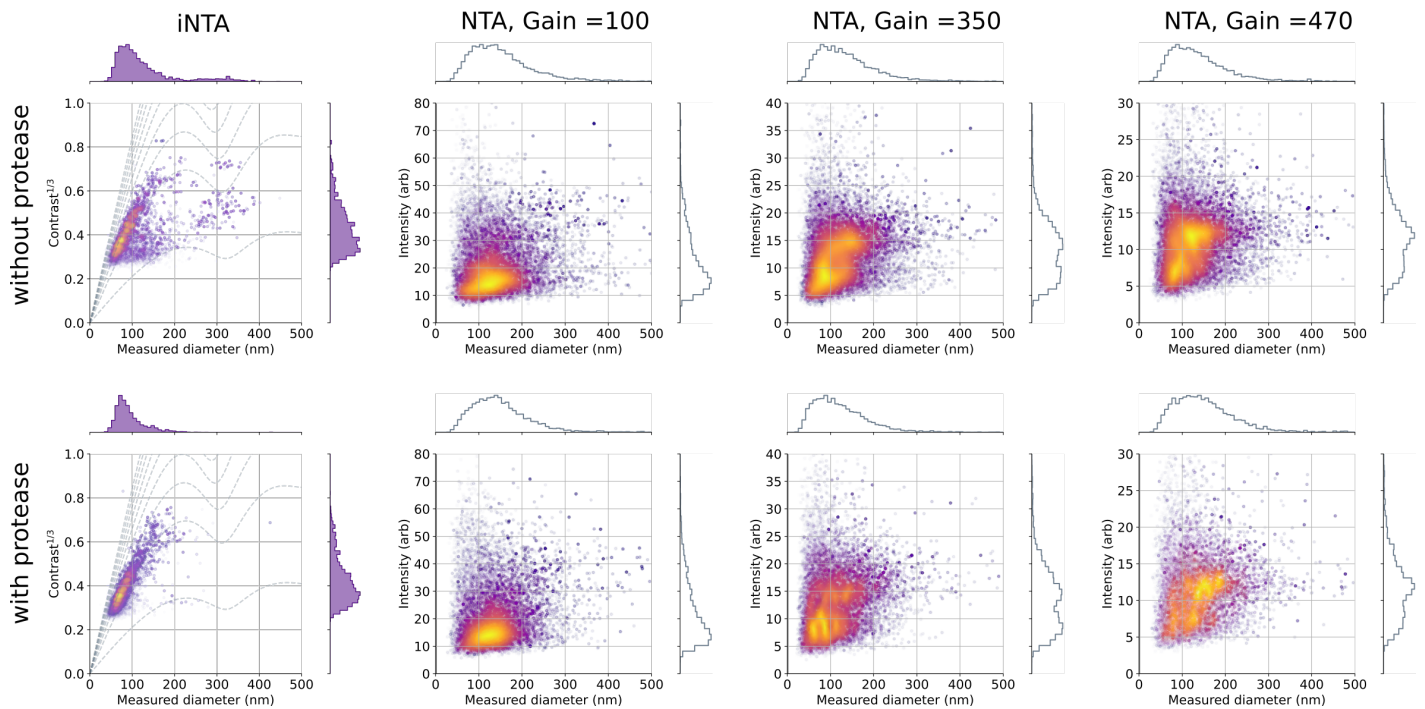 iNTA
NTA, Gain =100
NTA, Gain =350
NTA, Gain =470
without protease
1.0
0.8
0.6
0.4
0.2
0.0
Contrast1/3
0 100 200 300 400 500
Measured diameter (nm)
80
70
60
50
40
30
20
10
0
Intensity (arb)
0 100 200 300 400 500
Measured diameter (nm)
40
35
30
25
20
15
10
5
0
Intensity (arb)
0 100 200 300 400 500
Measured diameter (nm)
30
25
20
15
10
5
0
Intensity (arb)
0 100 200 300 400 500
Measured diameter (nm)
with protease
1.0
0.8
0.6
0.4
0.2
0.0
Contrast1/3
0 100 200 300 400 500
Measured diameter (nm)
80
70
60
50
40
30
20
10
0
Intensity (arb)
0 100 200 300 400 500
Measured diameter (nm)
40
35
30
25
20
15
10
5
0
Intensity (arb)
0 100 200 300 400 500
Measured diameter (nm)
30
25
20
15
10
5
0
Intensity (arb)
0 100 200 300 400 500
Measured diameter (nm)